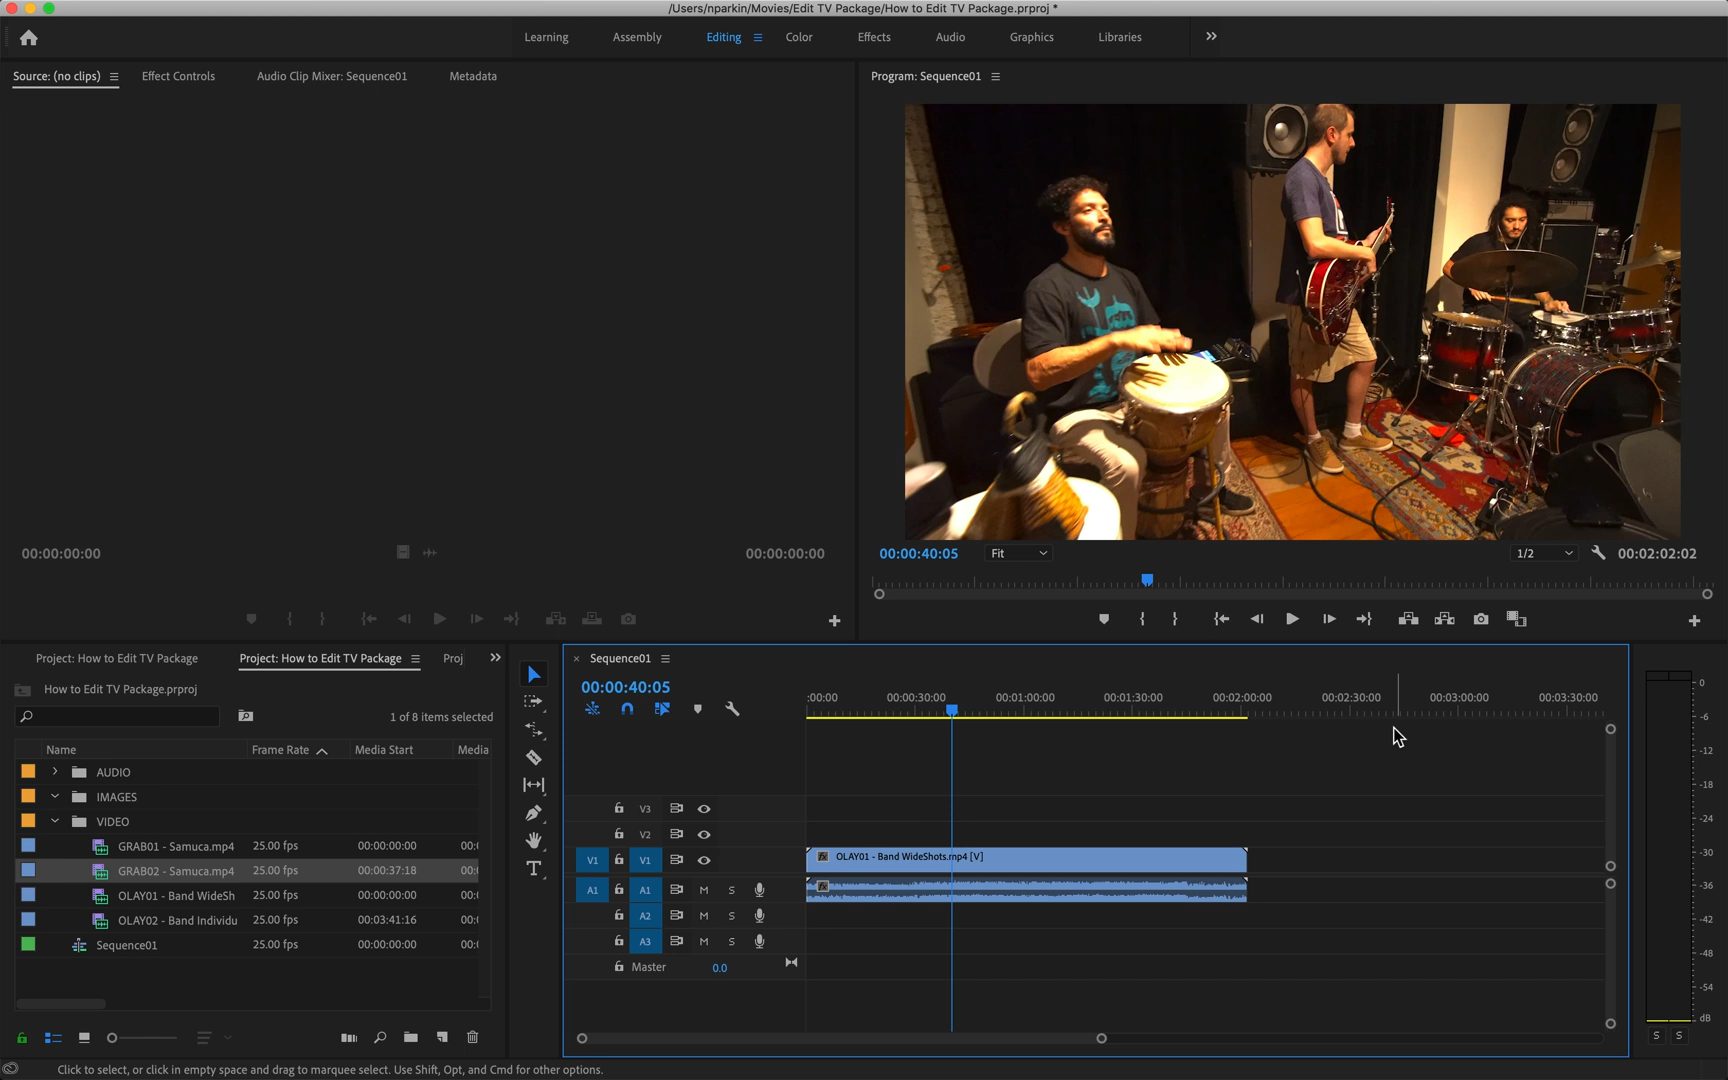 /Users/nparkin/Movies/Edit TV Package/How to Edit TV Package.prproj *
Learning Assembly Editing Color Effects Audio Graphics Libraries
Source: (no clips) Effect Controls Audio Clip Mixer: Sequence01 Metadata
Program: Sequence01
00:00:00:00 00:00:00:00
00:00:40:05 Fit 1/2 00:02:02:02
Project: How to Edit TV Package Project: How to Edit TV Package Proj
How to Edit TV Package.prproj
1 of 8 items selected
Name Frame Rate Media Start Media
AUDIO
IMAGES
VIDEO
GRAB01 - Samuca.mp4 25.00 fps 00:00:00:00 00:
GRAB02 - Samuca.mp4 25.00 fps 00:00:37:18 00:
OLAY01 - Band WideSh 25.00 fps 00:00:00:00 00:
OLAY02 - Band Individu 25.00 fps 00:03:41:16 00:
Sequence01 25.00 fps 00:00:00:00 00:
Sequence01
00:00:40:05
:00:00 00:00:30:00 00:01:00:00 00:01:30:00 00:02:00:00 00:02:30:00 00:03:00:00 00:03:30:00
V3
V2
V1 V1 fx OLAY01 - Band WideShots.mp4 [V]
A1 A1 M S fx
A2 M S
A3 M S
Master 0.0
0
-6
-12
-18
-24
-30
-36
-42
-48
-54
dB
S S
Click to select, or click in empty space and drag to marquee select. Use Shift, Opt, and Cmd for other options.